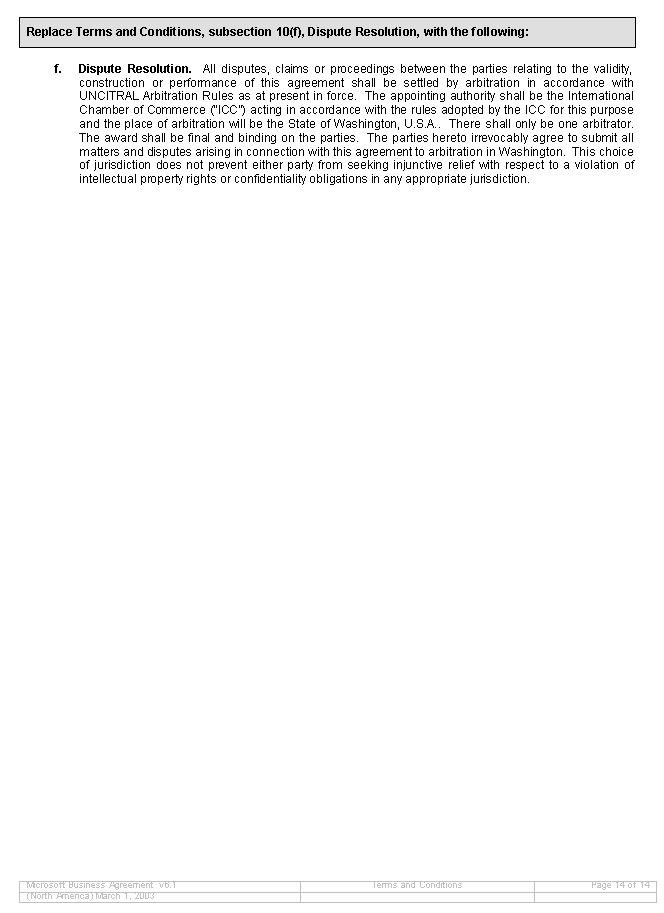 Replace Terms and Conditions, subsection 10(f), Dispute Resolution, with the following:
f. Dispute Resolution. All disputes, claims or proceedings between the parties relating to the validity,
construction or performance of this agreement shall be settled by arbitration in accordance with
UNCITRAL Arbitration Rules as at present in force. The appointing authority shall be the International
Chamber of Commerce ("ICC") acting in accordance with the rules adopted by the ICC for this purpose
and the place of arbitration will be the State of Washington, U.S.A.. There shall only be one arbitrator.
The award shall be final and binding on the parties. The parties hereto irrevocably agree to submit all
matters and disputes arising in connection with this agreement to arbitration in Washington. This choice
of jurisdiction does not prevent either party from seeking injunctive relief with respect to a violation of
intellectual property rights or confidentiality obligations in any appropriate jurisdiction.
Microsoft Business Agreement v6.1 Terms and Conditions Page 14 of 14
(North America) March 1, 2003